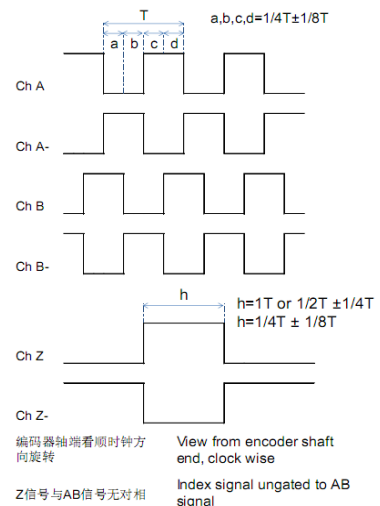 T
a,b,c,d=1/4T±1/8T
a b c d
Ch A
Ch A-
Ch B
Ch B-
h
h=1T or 1/2T ±1/4T
h=1/4T ± 1/8T
Ch Z
Ch Z-
编码器轴端看顺时钟方
向旋转
View from encoder shaft
end, clock wise
Z信号与AB信号无对相
Index signal ungated to AB
signal